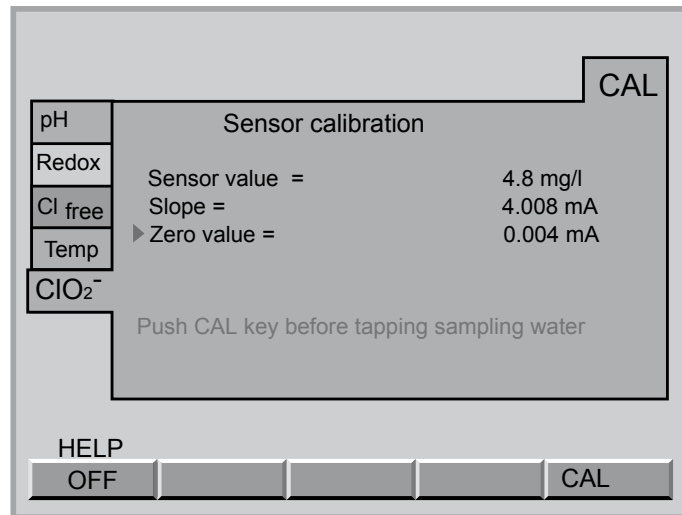 CAL
pH
Sensor calibration
Redox
Sensor value = 4.8 mg/l
Cl free
Slope = 4.008 mA
Temp
Zero value = 0.004 mA
ClO₂⁻
Push CAL key before tapping sampling water
HELP
OFF CAL